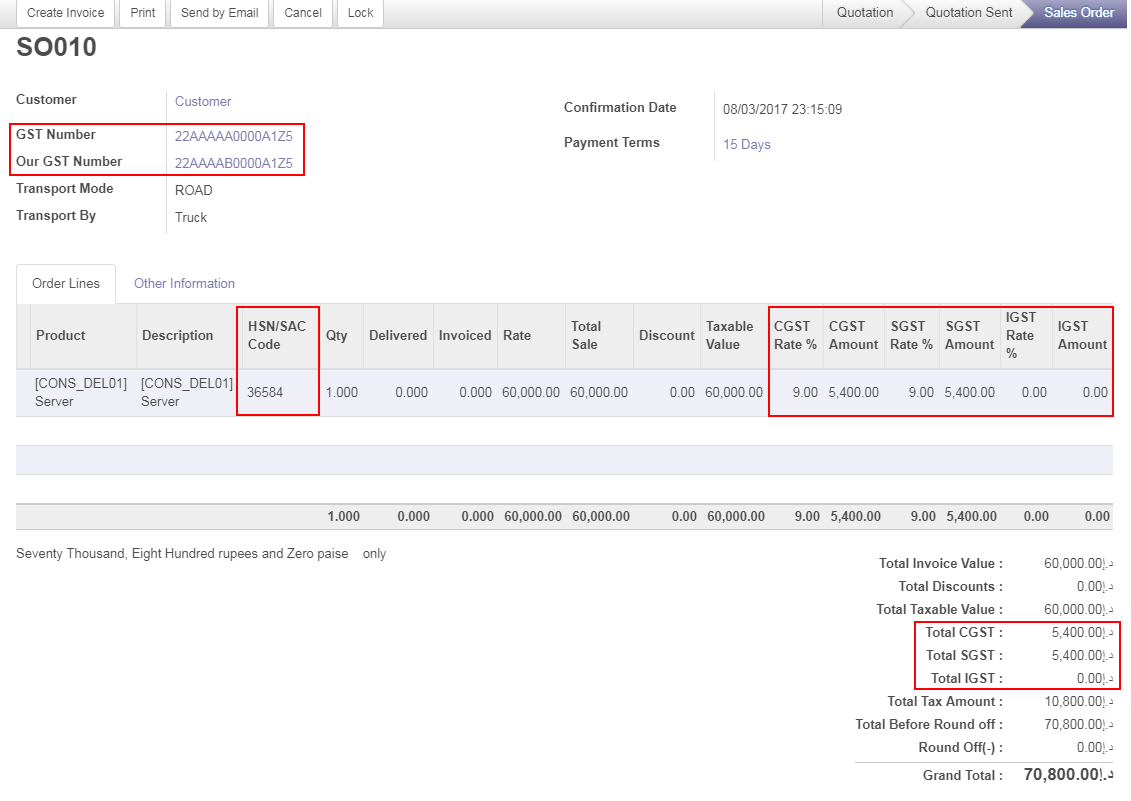 Create Invoice Print Send by Email Cancel Lock Quotation Quotation Sent Sales Order
SO010
Customer Customer
Confirmation Date 08/03/2017 23:15:09
GST Number 22AAAAA0000A1Z5
Payment Terms 15 Days
Our GST Number 22AAAAB0000A1Z5
Transport Mode ROAD
Transport By Truck
Order Lines Other Information
Product Description HSN/SAC Code Qty Delivered Invoiced Rate Total Sale Discount Taxable Value CGST Rate % CGST Amount SGST Rate % SGST Amount IGST Rate % IGST Amount
[CONS_DEL01] Server [CONS_DEL01] Server 36584 1.000 0.000 0.000 60,000.00 60,000.00 0.00 60,000.00 9.00 5,400.00 9.00 5,400.00 0.00 0.00
1.000 0.000 0.000 60,000.00 60,000.00 0.00 60,000.00 9.00 5,400.00 9.00 5,400.00 0.00 0.00
Seventy Thousand, Eight Hundred rupees and Zero paise only
Total Invoice Value : 60,000.00د.إ.
Total Discounts : 0.00د.إ.
Total Taxable Value : 60,000.00د.إ.
Total CGST : 5,400.00د.إ.
Total SGST : 5,400.00د.إ.
Total IGST : 0.00د.إ.
Total Tax Amount : 10,800.00د.إ.
Total Before Round off : 70,800.00د.إ.
Round Off(-) : 0.00د.إ.
Grand Total : 70,800.00د.إ.